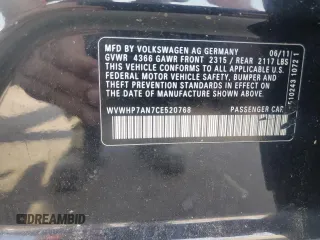 MFD. BY VOLKSWAGEN AG GERMANY 06/11
GVWR 4366 GAWR FRONT 2315 / REAR 2117 LBS
THIS VEHICLE CONFORMS TO ALL APPLICABLE
FEDERAL MOTOR VEHICLE SAFETY, BUMPER,
AND THEFT PREVENTION STANDARDS IN EFFECT
ON THE DATE OF MANUFACTURE SHOWN ABOVE.
WVWHP7AN7CE520768 PASSENGER CAR
DREAMBID